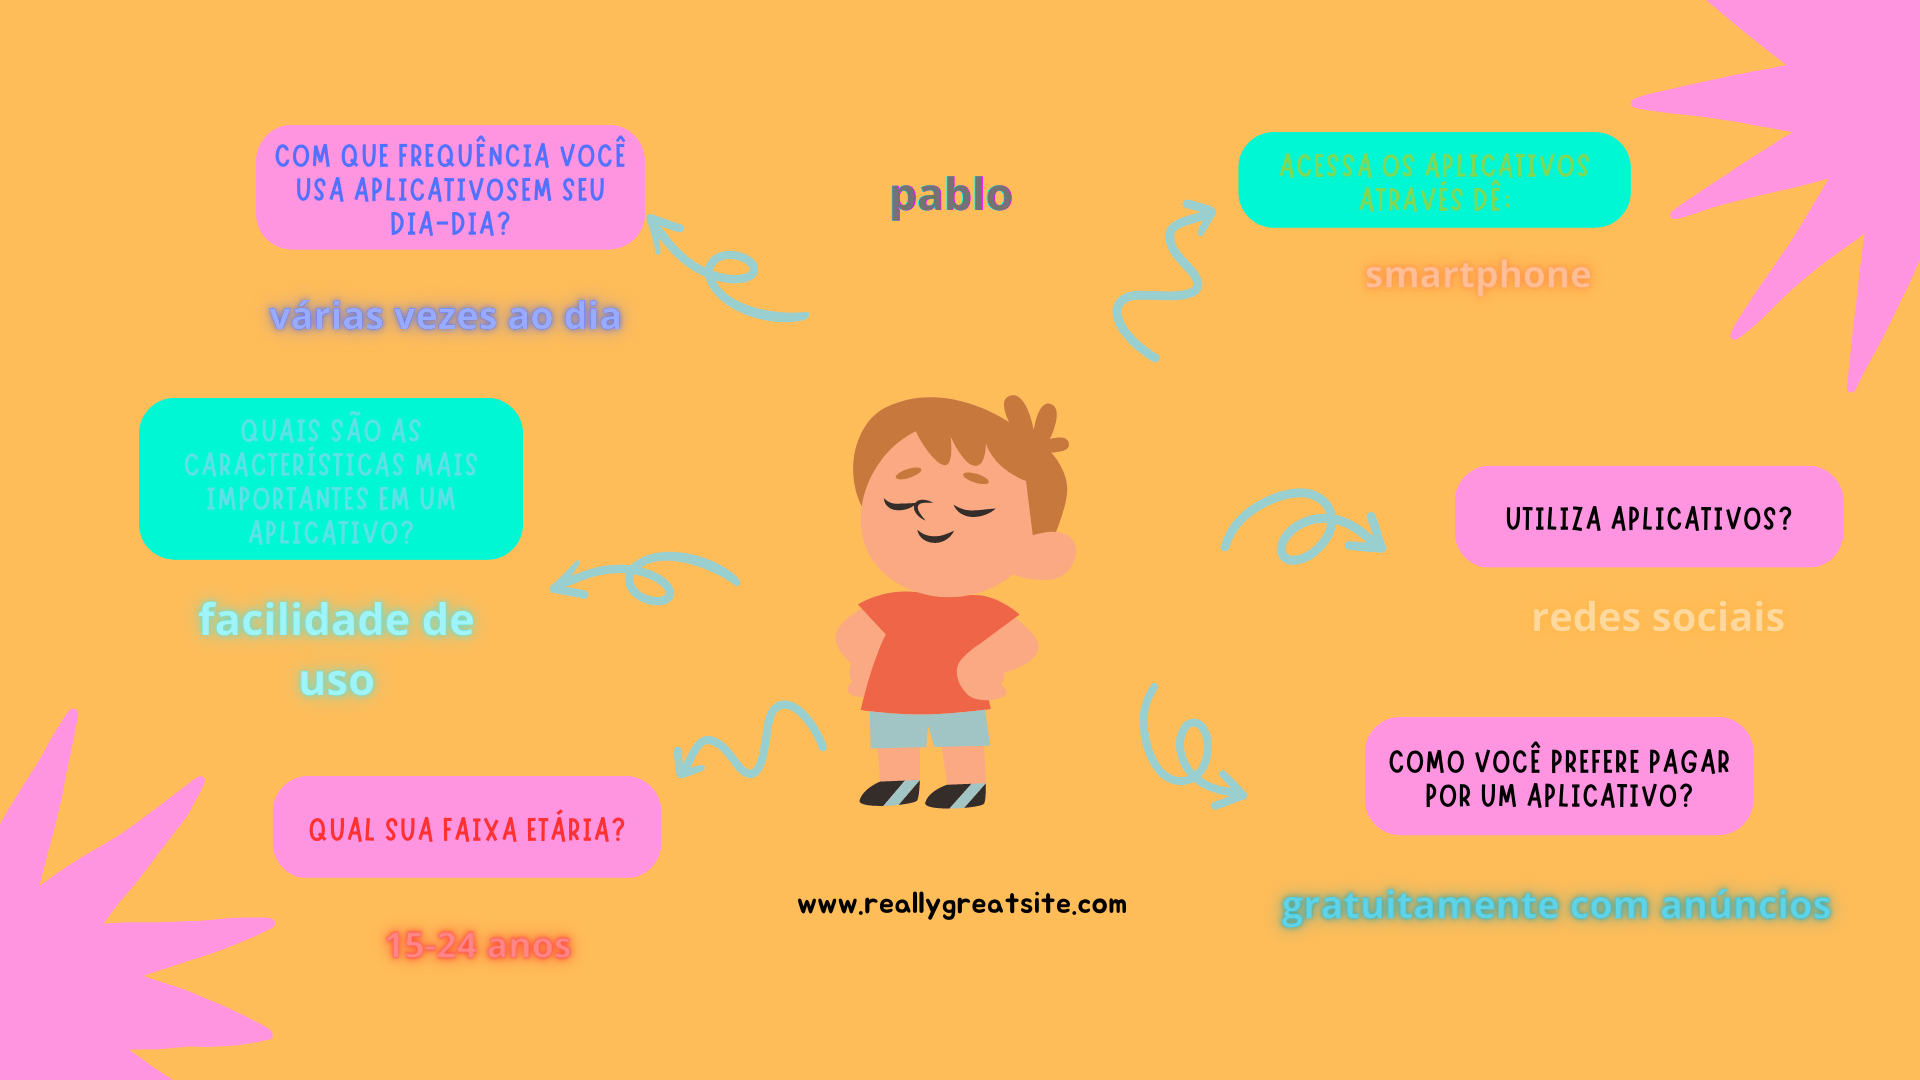 COM QUE FREQUÊNCIA VOCÊ
USA APLICATIVOSEM SEU
DIA-DIA?
várias vezes ao dia
QUAIS SÃO AS
CARACTERÍSTICAS MAIS
IMPORTANTES EM UM
APLICATIVO?
facilidade de
uso
QUAL SUA FAIXA ETÁRIA?
15-24 anos
pablo
www.reallygreatsite.com
ACESSA OS APLICATIVOS
ATRAVÉS DÊ:
smartphone
UTILIZA APLICATIVOS?
redes sociais
COMO VOCÊ PREFERE PAGAR
POR UM APLICATIVO?
gratuitamente com anúncios